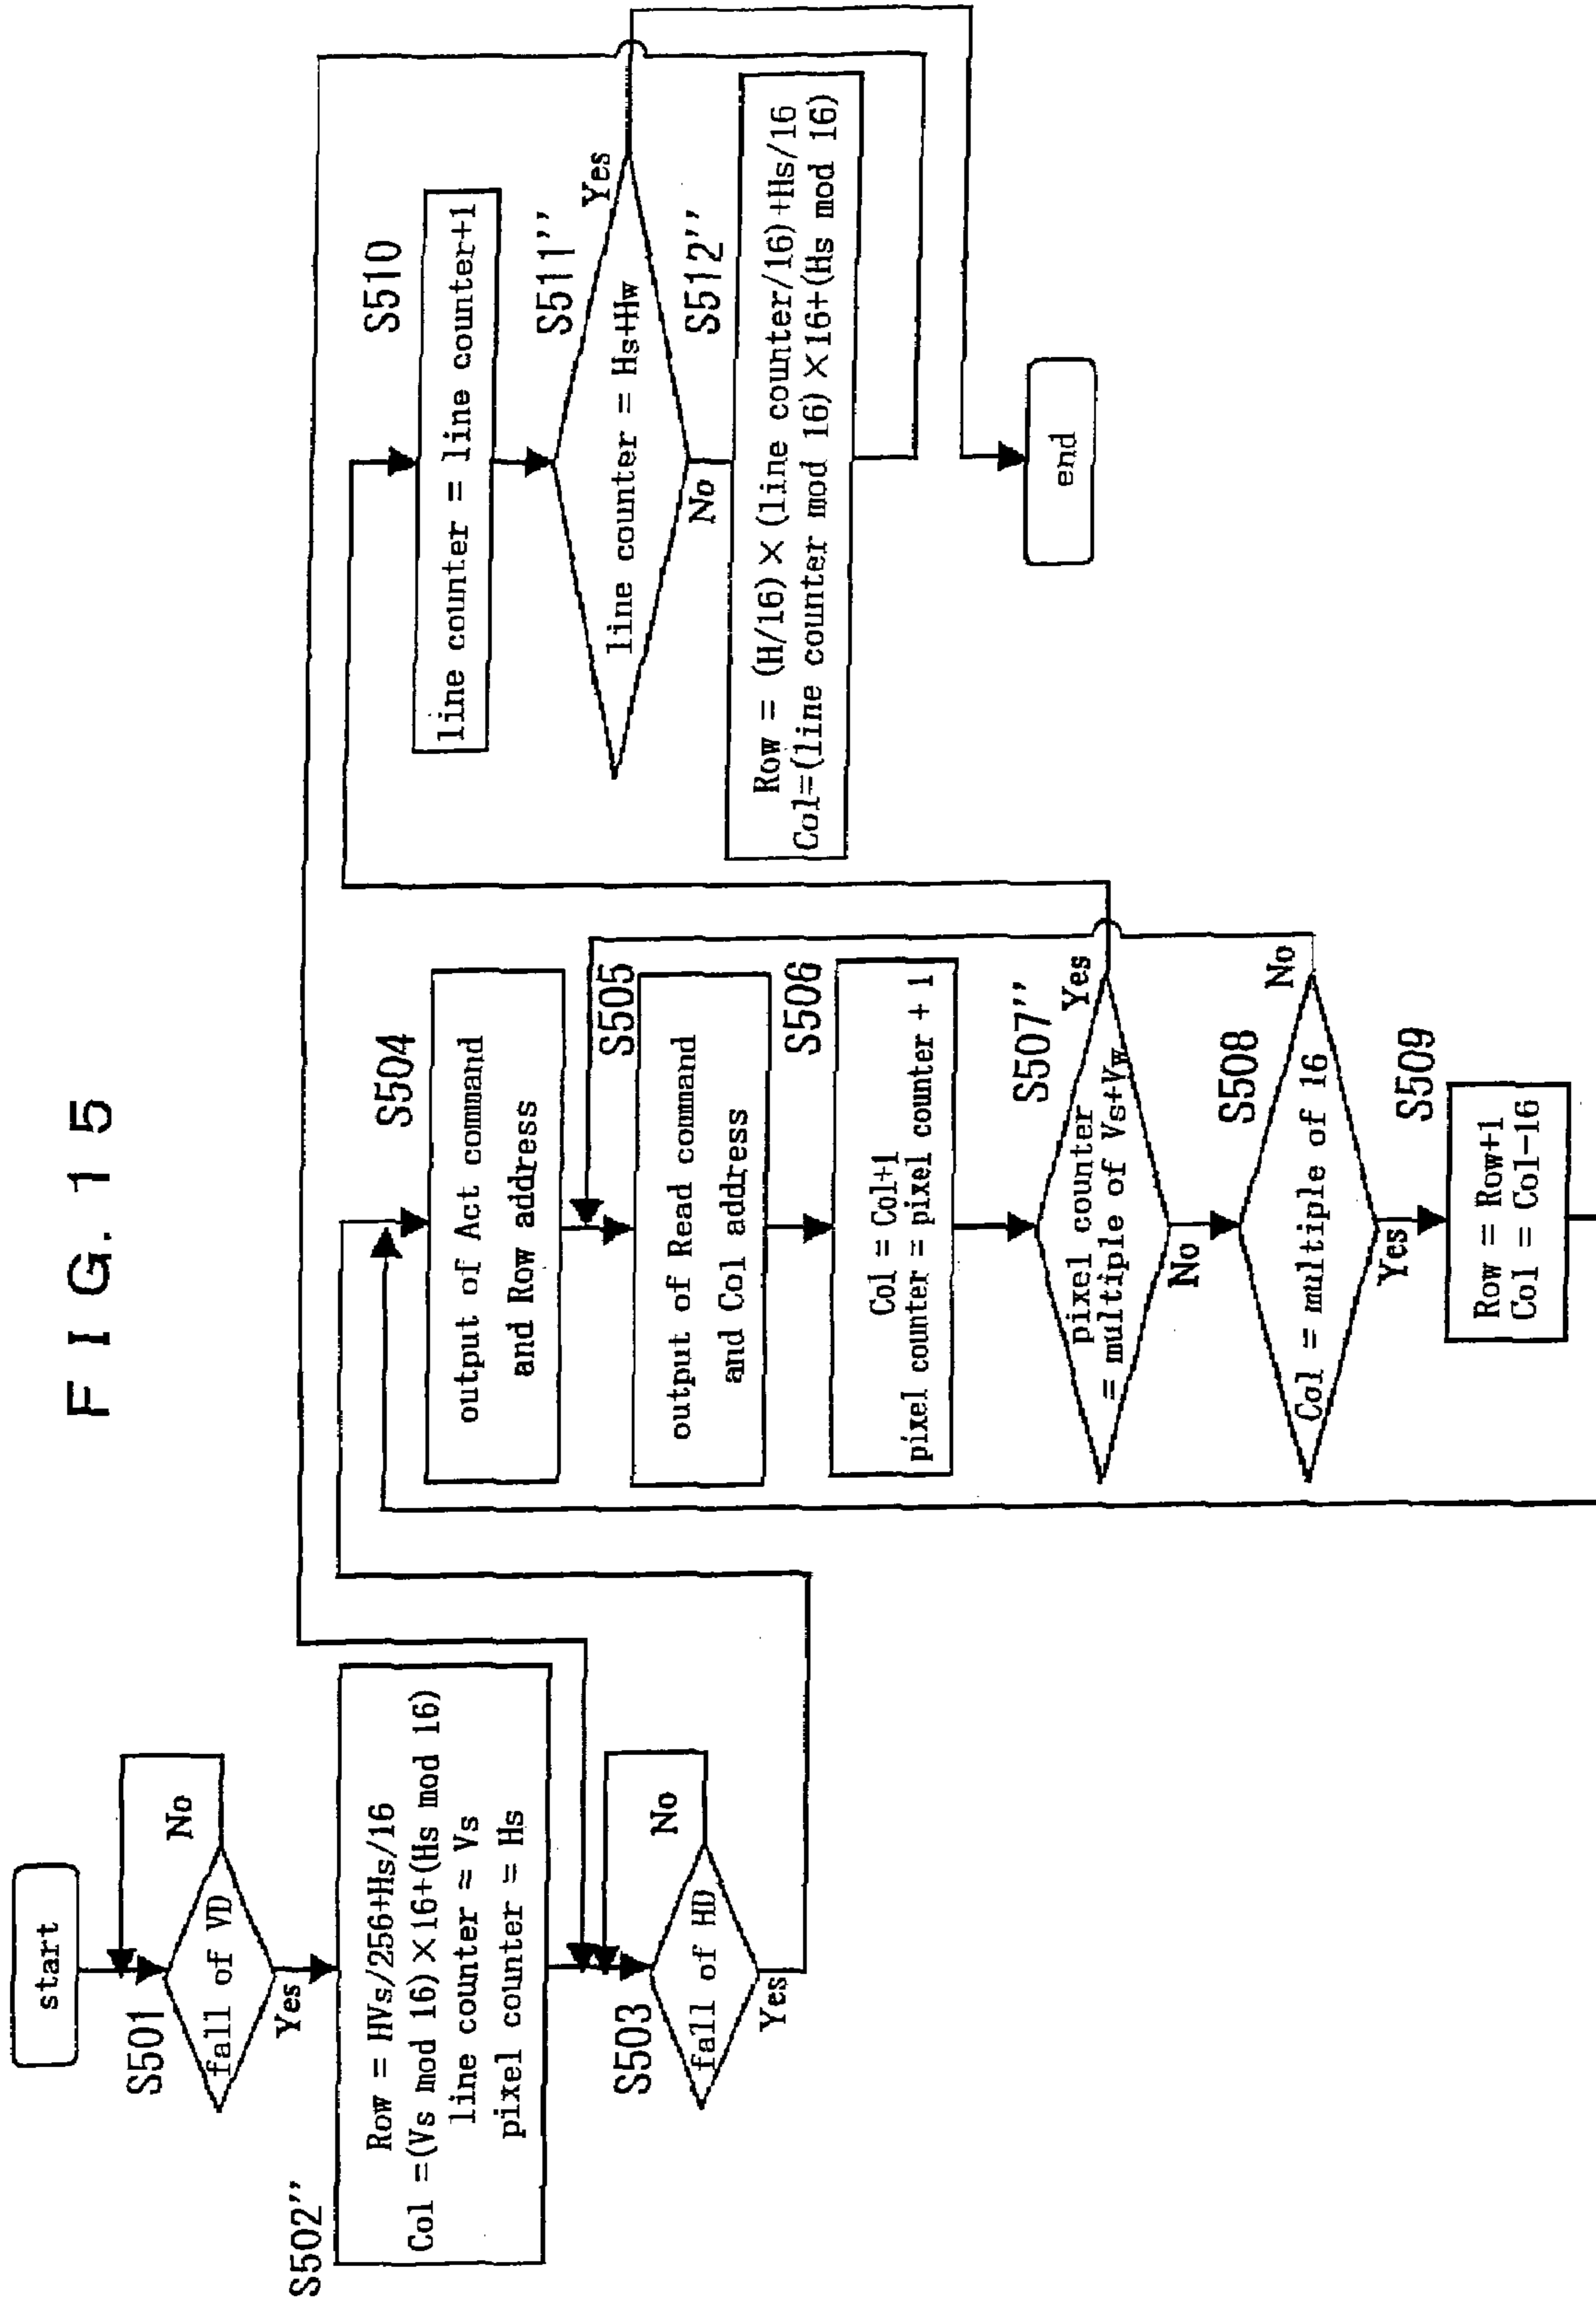 FIG. 15
start
S501
fall of VD
No
Yes
S502''
Row = HVs/256+Hs/16
Col =(Vs mod 16)×16+(Hs mod 16)
line counter = Vs
pixel counter = Hs
S503
fall of HD
No
Yes
S504
output of Act command
and Row address
S505
output of Read command
and Col address
S506
Col = Col+1
pixel counter = pixel counter + 1
S507''
pixel counter
= multiple of Vs+Vw
Yes
No
S508
Col = multiple of 16
No
Yes
S509
Row = Row+1
Col = Col-16
S510
line counter = line counter+1
S511''
line counter = Hs+Hw
Yes
No
S512''
Row = (H/16)×(line counter/16)+Hs/16
Col=(line counter mod 16)×16+(Hs mod 16)
end